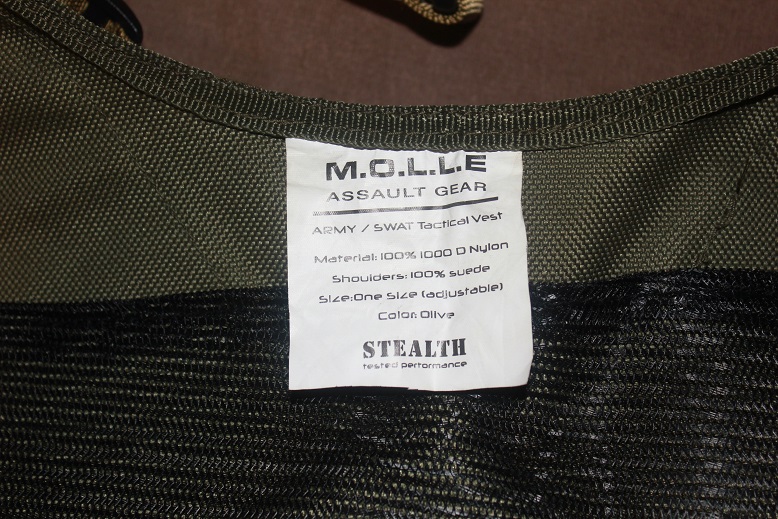 M.O.L.L.E
ASSAULT GEAR
ARMY / SWAT Tactical Vest
Material: 100% 1000 D Nylon
Shoulders: 100% suede
Size:One Size (adjustable)
Color: Olive
STEALTH
tested performance